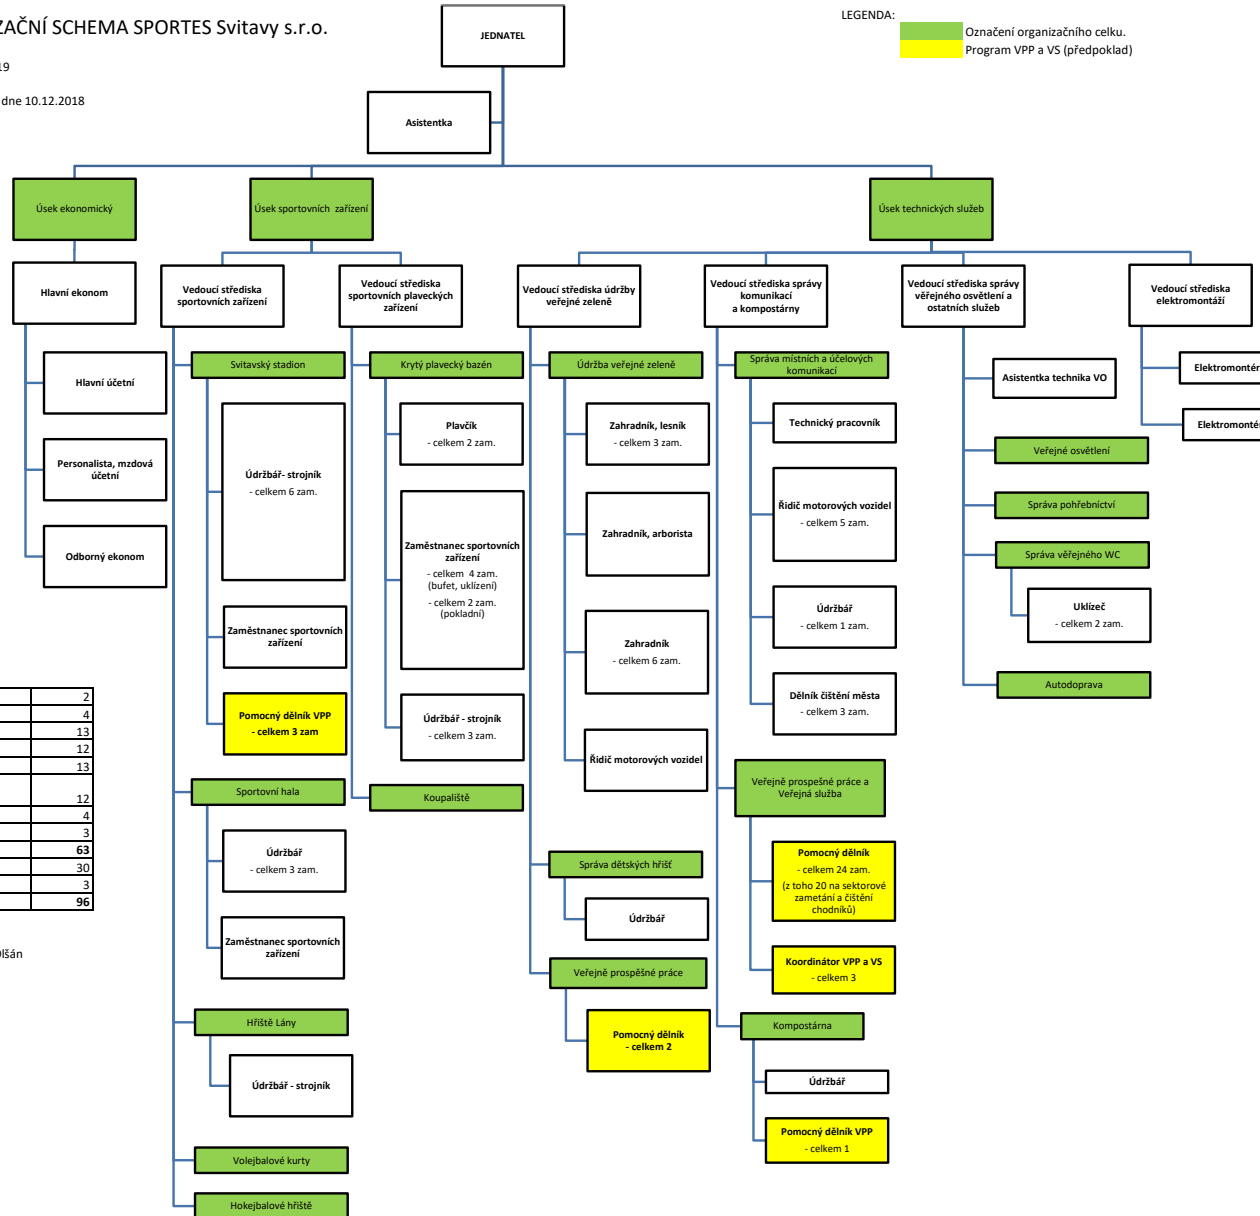 ZAČNÍ SCHEMA SPORTES Svitavy s.r.o.
19
dne 10.12.2018
LEGENDA:
Označení organizačního celku.
Program VPP a VS (předpoklad)
JEDNATEL
Asistentka
Úsek ekonomický
Úsek sportovních zařízení
Úsek technických služeb
Hlavní ekonom
Vedoucí střediska
sportovních zařízení
Vedoucí střediska
sportovních plaveckých
zařízení
Vedoucí střediska údržby
veřejné zeleně
Vedoucí střediska správy
komunikací
a kompostárny
Vedoucí střediska správy
věřejného osvětlení a
ostatních služeb
Vedoucí střediska
elektromontáží
Hlavní účetní
Personalista, mzdová
účetní
Odborný ekonom
Svitavský stadion
Údržbář- strojník
- celkem 6 zam.
Zaměstnanec sportovních
zařízení
Pomocný dělník VPP
- celkem 3 zam
Sportovní hala
Údržbář
- celkem 3 zam.
Zaměstnanec sportovních
zařízení
Hřiště Lány
Údržbář - strojník
Volejbalové kurty
Hokejbalové hřiště
Krytý plavecký bazén
Plavčík
- celkem 2 zam.
Zaměstnanec sportovních
zařízení
- celkem 4 zam.
(bufet, uklízení)
- celkem 2 zam.
(pokladní)
Údržbář - strojník
- celkem 3 zam.
Koupaliště
Údržba veřejné zeleně
Zahradník, lesník
- celkem 3 zam.
Zahradník, arborista
Zahradník
- celkem 6 zam.
Řidič motorových vozidel
Správa dětských hřišť
Údržbář
Veřejně prospěšné práce
Pomocný dělník
- celkem 2
Správa místních a účelových
komunikací
Technický pracovník
Řidič motorových vozidel
- celkem 5 zam.
Údržbář
- celkem 1 zam.
Dělník čištění města
- celkem 3 zam.
Veřejně prospešné práce a
Veřejná služba
Pomocný dělník
- celkem 24 zam.
(z toho 20 na sektorové
zametání a čištění
chodníků)
Koordinátor VPP a VS
- celkem 3
Kompostárna
Údržbář
Pomocný dělník VPP
- celkem 1
Asistentka technika VO
Veřejné osvětlení
Správa pohřebníctví
Správa věřejného WC
Uklízeč
- celkem 2 zam.
Autodoprava
Elektromontér
Elektromontér
2
4
13
12
13
12
4
3
63
30
3
96
Olšán